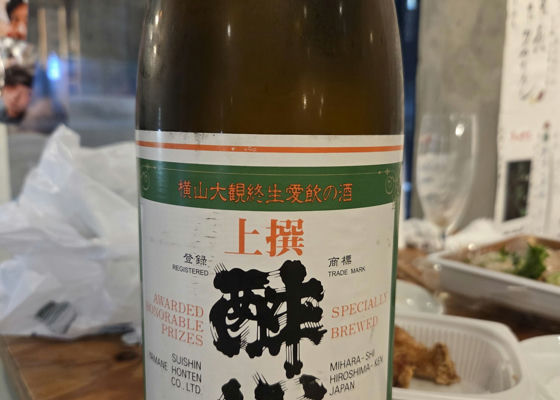 横山大観終生愛飲の酒
上撰
登録
REGISTERED
商標
TRADE MARK
AWARDED
HONORABLE
PRIZES
酔
SPECIALLY
BREWED
YAMANE
SUISHIN
HONTEN
CO., LTD.
MIHARA-SHI
HIROSHIMA-KEN
JAPAN